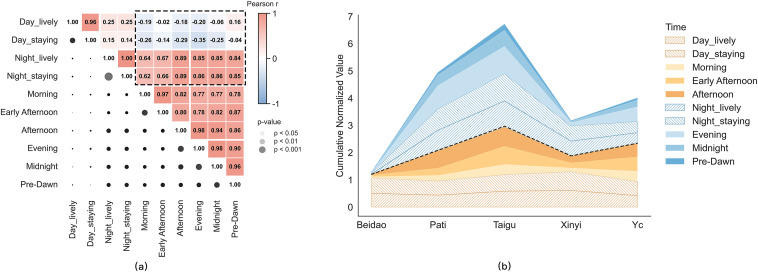 Pearson r
Day_lively 1.00 0.96 0.25 0.25 -0.19 -0.02 -0.18 -0.20 -0.06 0.16
Day_staying 1.00 0.15 0.14 -0.26 -0.14 -0.29 -0.35 -0.25 -0.04
Night_lively 1.00 1.00 0.64 0.67 0.89 0.85 0.85 0.84
Night_staying 1.00 0.62 0.66 0.89 0.86 0.86 0.85
Morning 1.00 0.97 0.82 0.77 0.77 0.78
Early Afternoon 1.00 0.80 0.78 0.82 0.86
Afternoon 1.00 0.98 0.94 0.87
Evening 1.00 0.98 0.90
Midnight 1.00 0.96
Pre-Dawn 1.00
1
0
-1
p-value
p < 0.05
p < 0.01
p < 0.001
Day_lively
Day_staying
Night_lively
Night_staying
Morning
Early Afternoon
Afternoon
Evening
Midnight
Pre-Dawn
(a)
Cumulative Normalized Value
7
6
5
4
3
2
1
0
Beidao Pati Taigu Xinyi Yc
Time
Day_lively
Day_staying
Morning
Early Afternoon
Afternoon
Night_lively
Night_staying
Evening
Midnight
Pre-Dawn
(b)